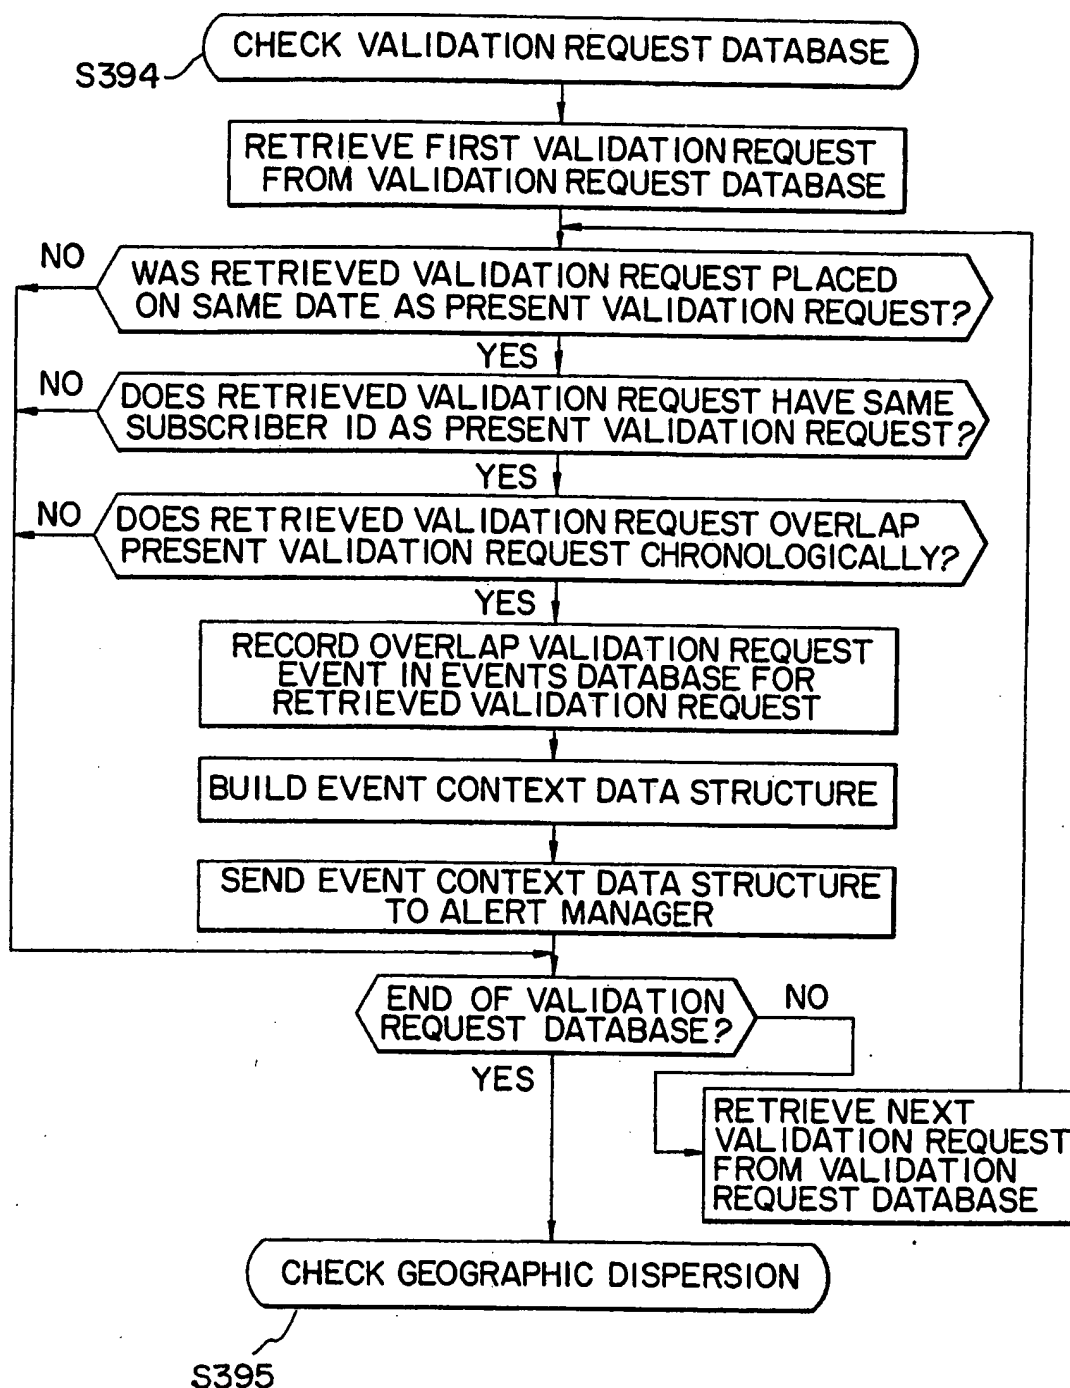 CHECK VALIDATION REQUEST DATABASE
S394
RETRIEVE FIRST VALIDATION REQUEST
FROM VALIDATION REQUEST DATABASE
NO
WAS RETRIEVED VALIDATION REQUEST PLACED
ON SAME DATE AS PRESENT VALIDATION REQUEST?
YES
NO
DOES RETRIEVED VALIDATION REQUEST HAVE SAME
SUBSCRIBER ID AS PRESENT VALIDATION REQUEST?
YES
NO
DOES RETRIEVED VALIDATION REQUEST OVERLAP
PRESENT VALIDATION REQUEST CHRONOLOGICALLY?
YES
RECORD OVERLAP VALIDATION REQUEST
EVENT IN EVENTS DATABASE FOR
RETRIEVED VALIDATION REQUEST
BUILD EVENT CONTEXT DATA STRUCTURE
SEND EVENT CONTEXT DATA STRUCTURE
TO ALERT MANAGER
END OF VALIDATION
REQUEST DATABASE?
NO
YES
RETRIEVE NEXT
VALIDATION REQUEST
FROM VALIDATION
REQUEST DATABASE
CHECK GEOGRAPHIC DISPERSION
S395